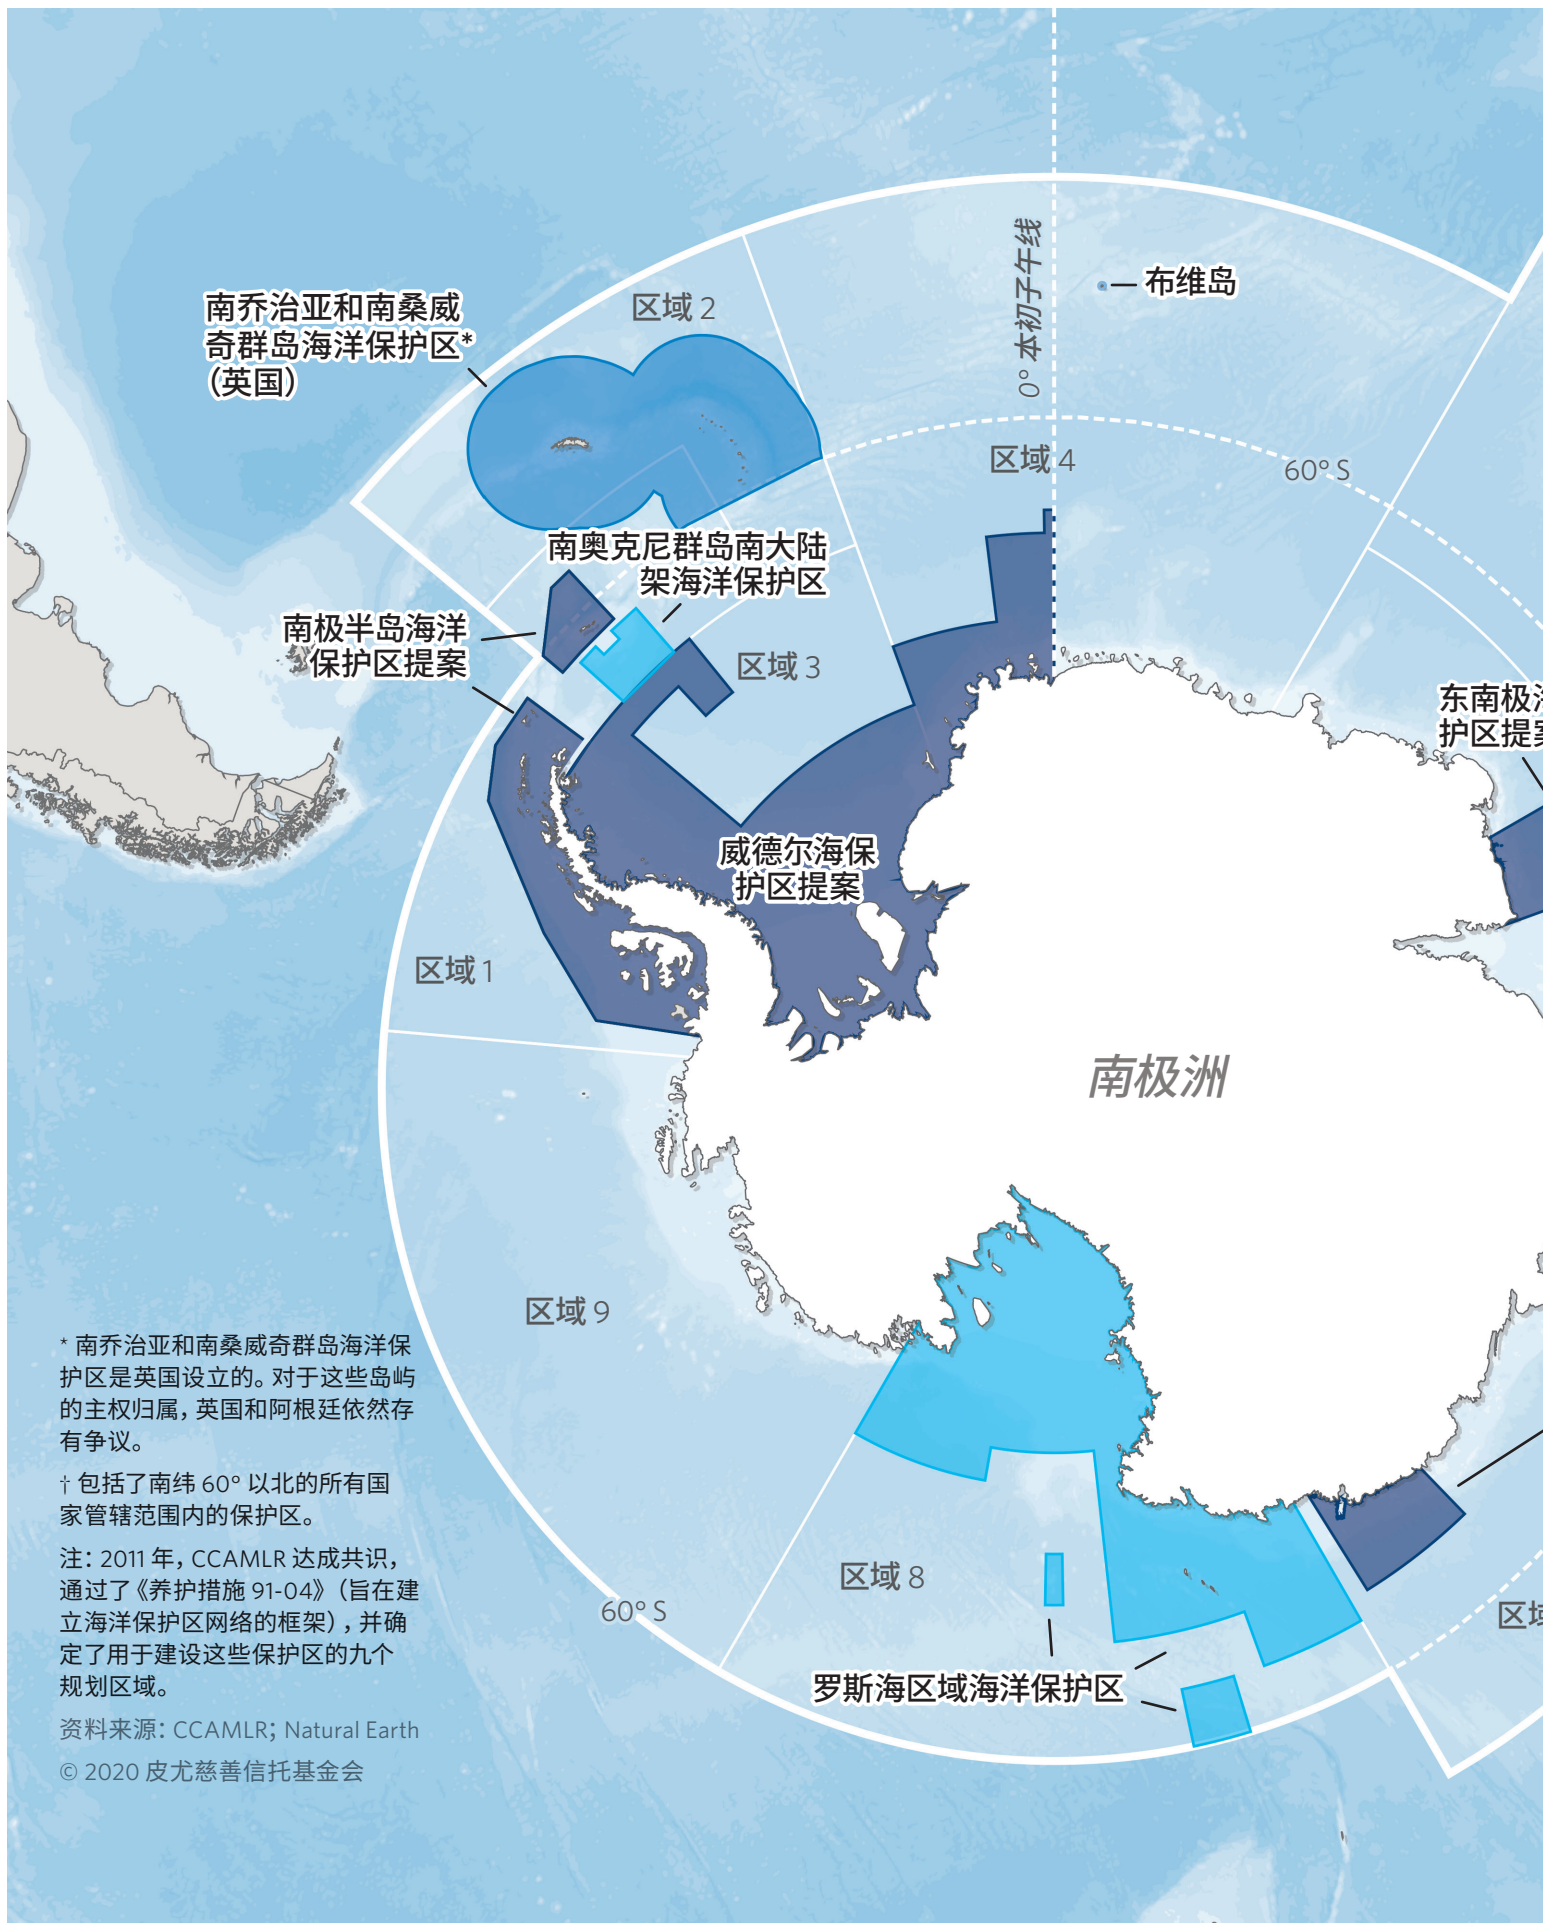 0° 本初子午线
布维岛
区域 2
南乔治亚和南桑威
奇群岛海洋保护区*
(英国)
区域 4
60° S
南奥克尼群岛南大陆
架海洋保护区
南极半岛海洋
保护区提案
区域 3
东南极
护区提
威德尔海保
护区提案
区域 1
南极洲
区域 9
* 南乔治亚和南桑威奇群岛海洋保
护区是英国设立的。对于这些岛屿
的主权归属，英国和阿根廷依然存
有争议。
† 包括了南纬 60° 以北的所有国
家管辖范围内的保护区。
注：2011 年，CCAMLR 达成共识，
通过了《养护措施 91-04》（旨在建
立海洋保护区网络的框架），并确
定了用于建设这些保护区的九个
规划区域。
资料来源：CCAMLR；Natural Earth
© 2020 皮尤慈善信托基金会
区域 8
60° S
区
罗斯海区域海洋保护区